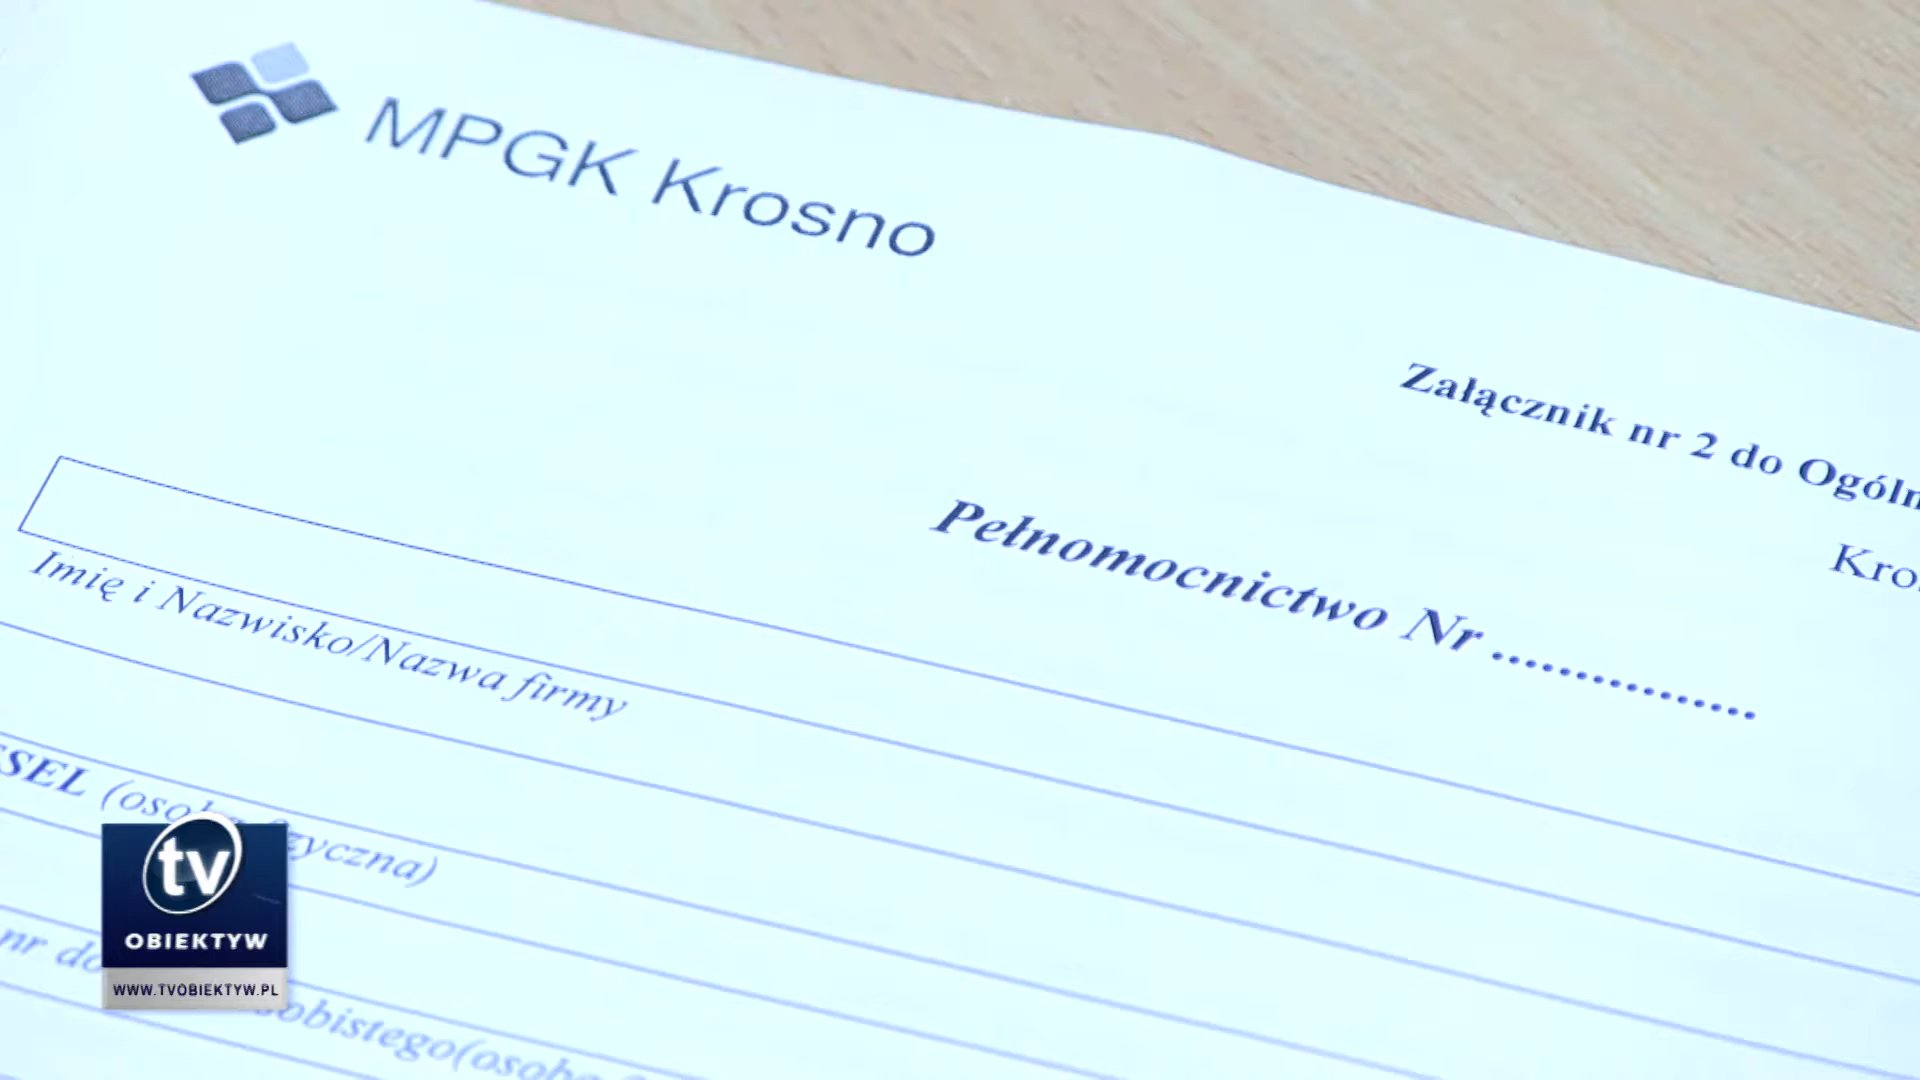 MPGK Krosno
Załącznik nr 2 do
Pełnomocnictwo Nr ...............
Imię i Nazwisko/Nazwa firmy
(osoba fizyczna)
nr
tv
OBIEKTYW
WWW.TVOBIEKTYW.PL